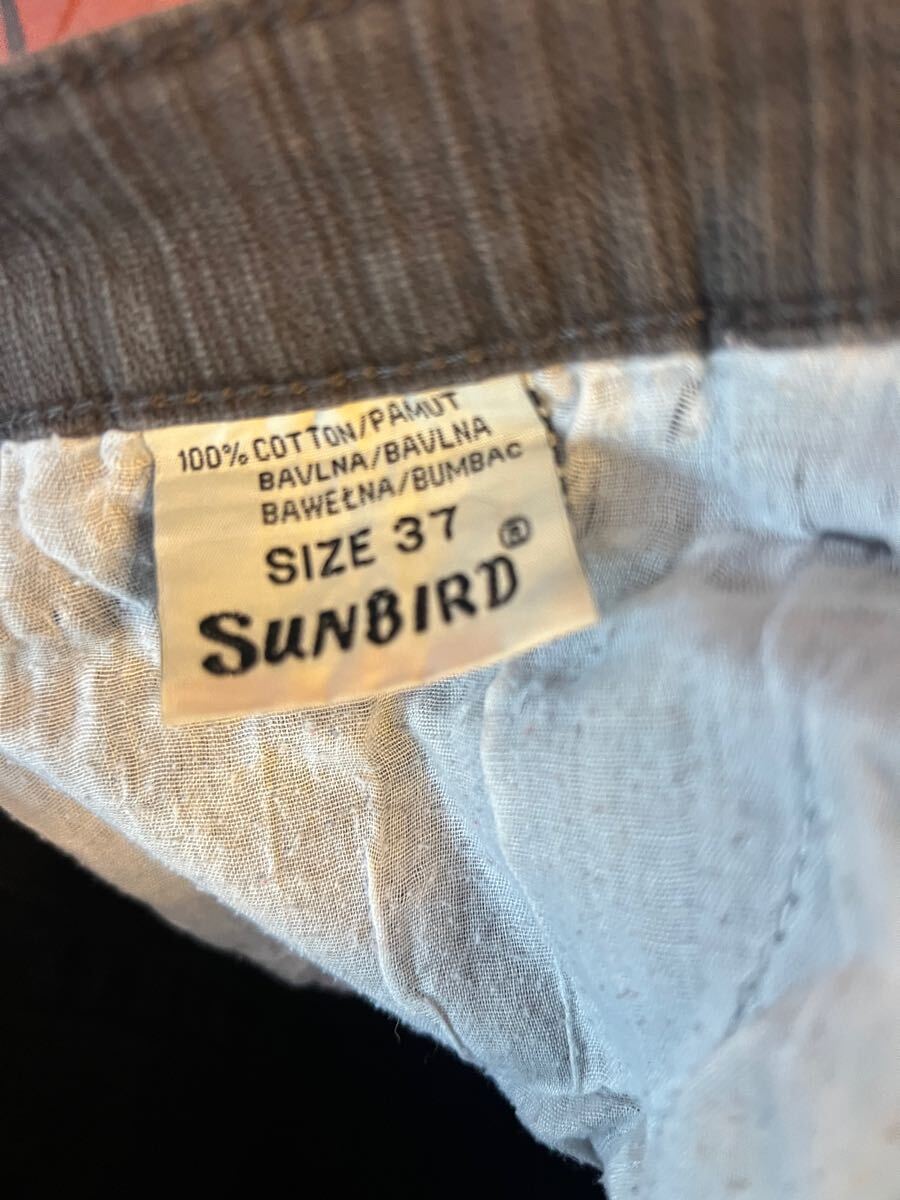 100% COTTON/PAMUT
BAVLNA/BAVLNA
BAWEŁNA/BUMBAC
SIZE 37
SUNBIRD ®